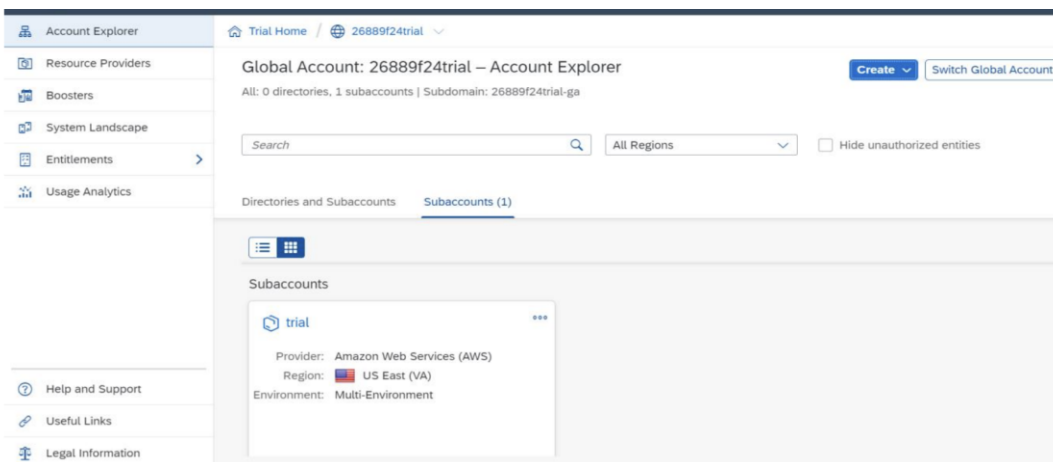 Account Explorer
Resource Providers
Boosters
System Landscape
Entitlements
Usage Analytics
Help and Support
Useful Links
Legal Information
Trial Home / 26889f24trial
Global Account: 26889f24trial – Account Explorer
Create
Switch Global Account
All: 0 directories, 1 subaccounts | Subdomain: 26889f24trial-ga
Search
All Regions
Hide unauthorized entities
Directories and Subaccounts
Subaccounts (1)
Subaccounts
trial
Provider: Amazon Web Services (AWS)
Region: US East (VA)
Environment: Multi-Environment